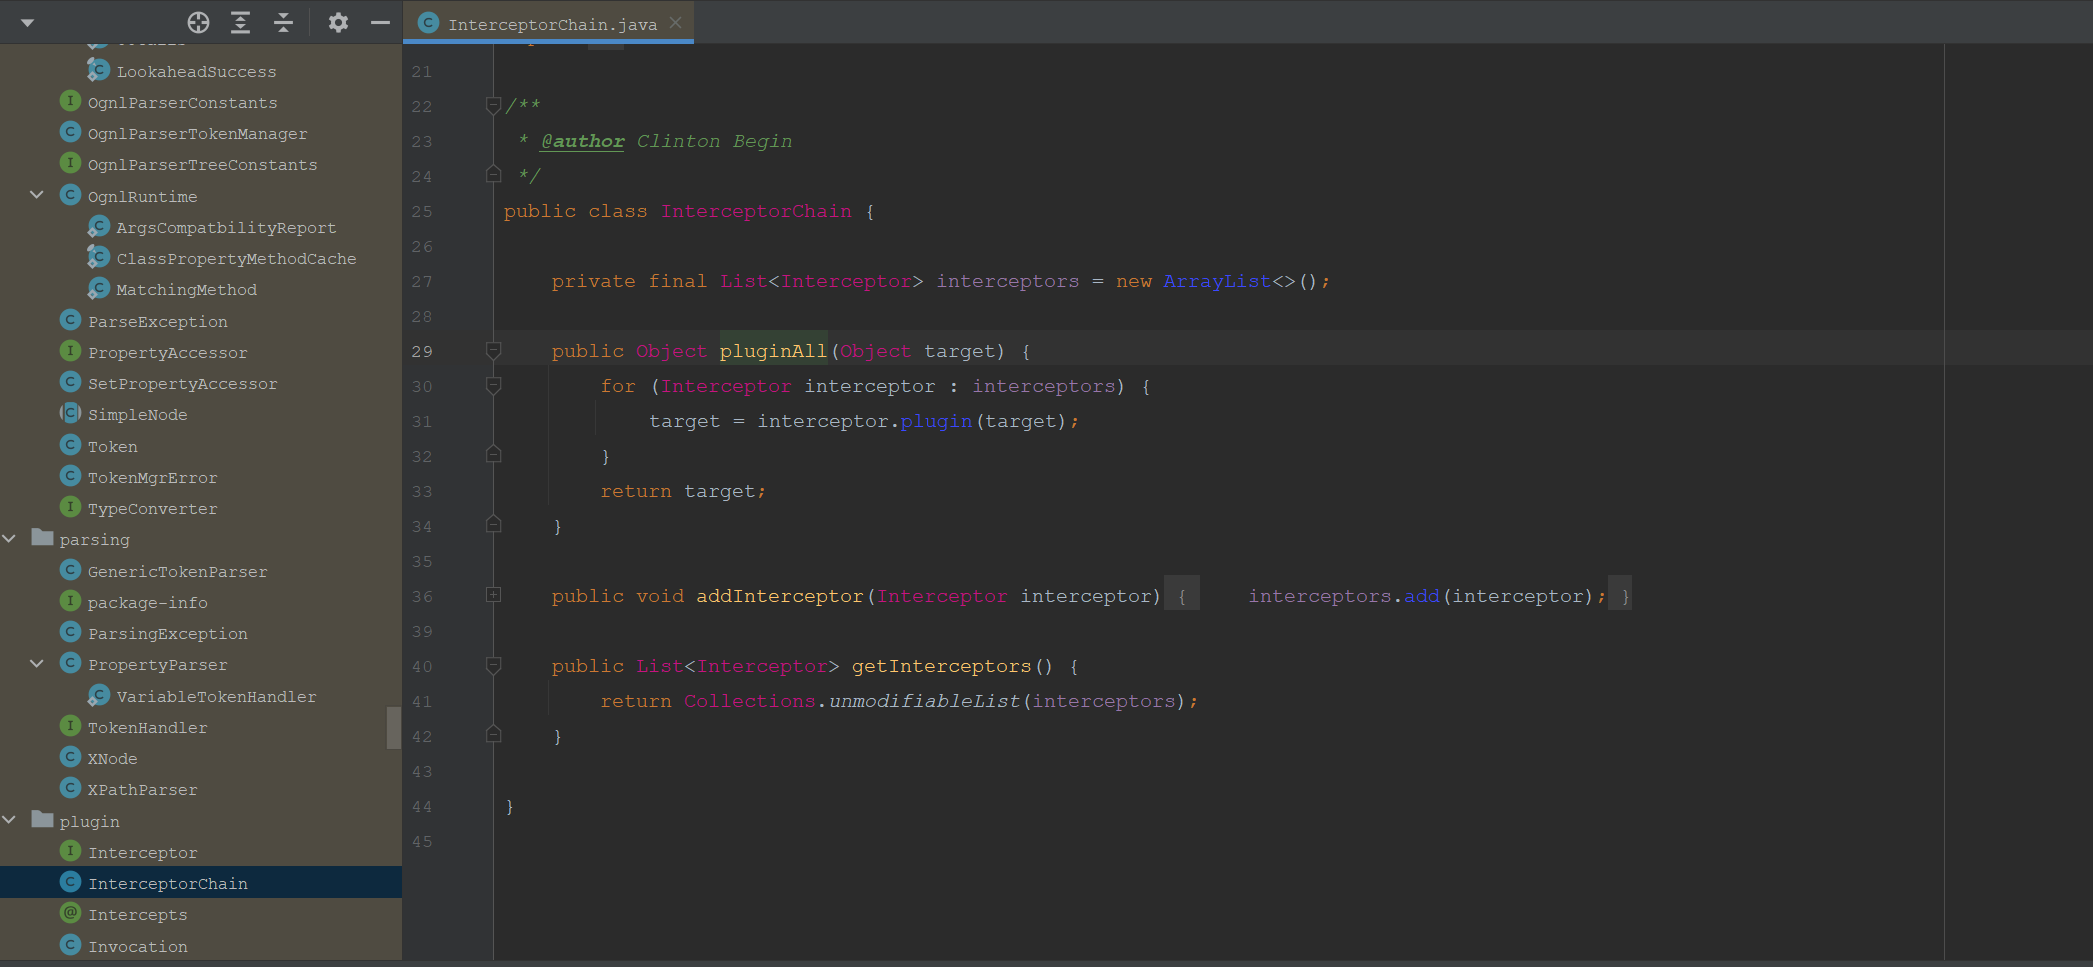 InterceptorChain.java
LookaheadSuccess
OgnlParserConstants
OgnlParserTokenManager
OgnlParserTreeConstants
OgnlRuntime
ArgsCompatbilityReport
ClassPropertyMethodCache
MatchingMethod
ParseException
PropertyAccessor
SetPropertyAccessor
SimpleNode
Token
TokenMgrError
TypeConverter
parsing
GenericTokenParser
package-info
ParsingException
PropertyParser
VariableTokenHandler
TokenHandler
XNode
XPathParser
plugin
Interceptor
InterceptorChain
Intercepts
Invocation
21
22 /**
23 * @author Clinton Begin
24 */
25 public class InterceptorChain {
26
27 private final List<Interceptor> interceptors = new ArrayList<>();
28
29 public Object pluginAll(Object target) {
30 for (Interceptor interceptor : interceptors) {
31 target = interceptor.plugin(target);
32 }
33 return target;
34 }
35
36 public void addInterceptor(Interceptor interceptor) { interceptors.add(interceptor); }
39
40 public List<Interceptor> getInterceptors() {
41 return Collections.unmodifiableList(interceptors);
42 }
43
44 }
45